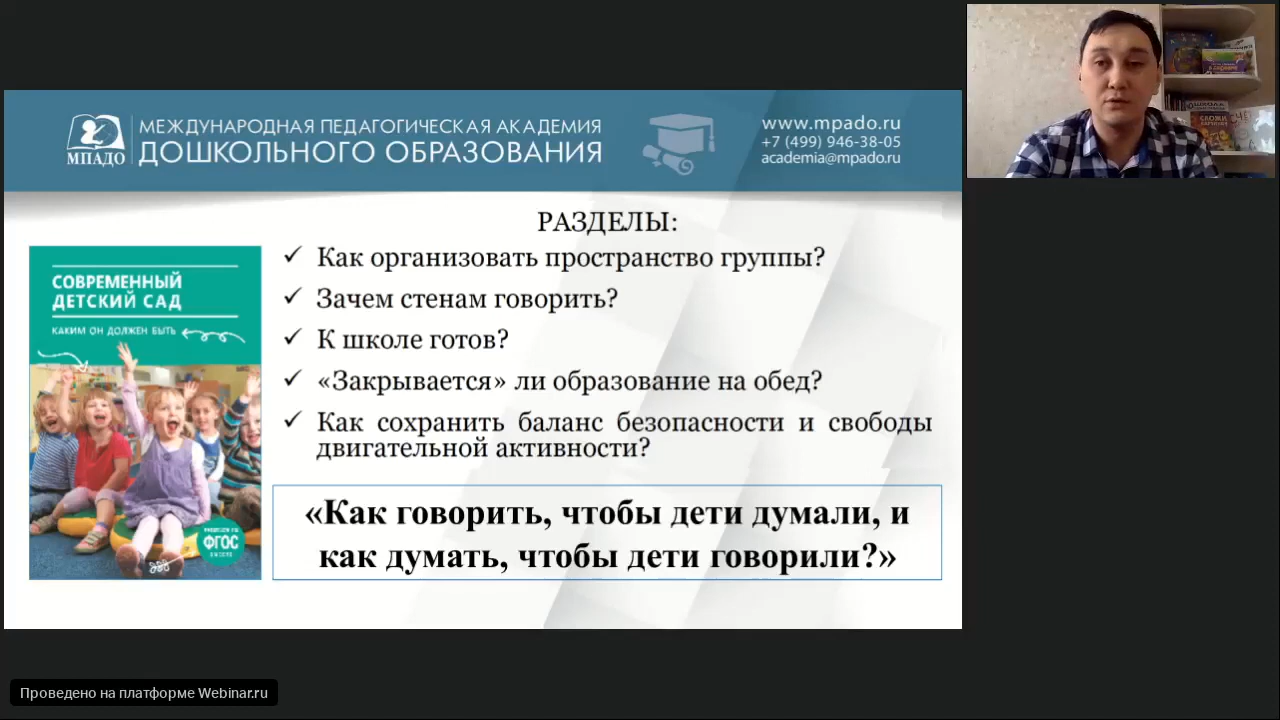 МПАДО
МЕЖДУНАРОДНАЯ ПЕДАГОГИЧЕСКАЯ АКАДЕМИЯ
ДОШКОЛЬНОГО ОБРАЗОВАНИЯ
www.mpado.ru
+7 (499) 946-38-05
academia@mpado.ru
РАЗДЕЛЫ:
Как организовать пространство группы?
Зачем стенам говорить?
К школе готов?
«Закрывается» ли образование на обед?
Как сохранить баланс безопасности и свободы
двигательной активности?
СОВРЕМЕННЫЙ
ДЕТСКИЙ САД
КАКИМ ОН ДОЛЖЕН БЫТЬ
ФГОС
«Как говорить, чтобы дети думали, и
как думать, чтобы дети говорили?»
Проведено на платформе Webinar.ru